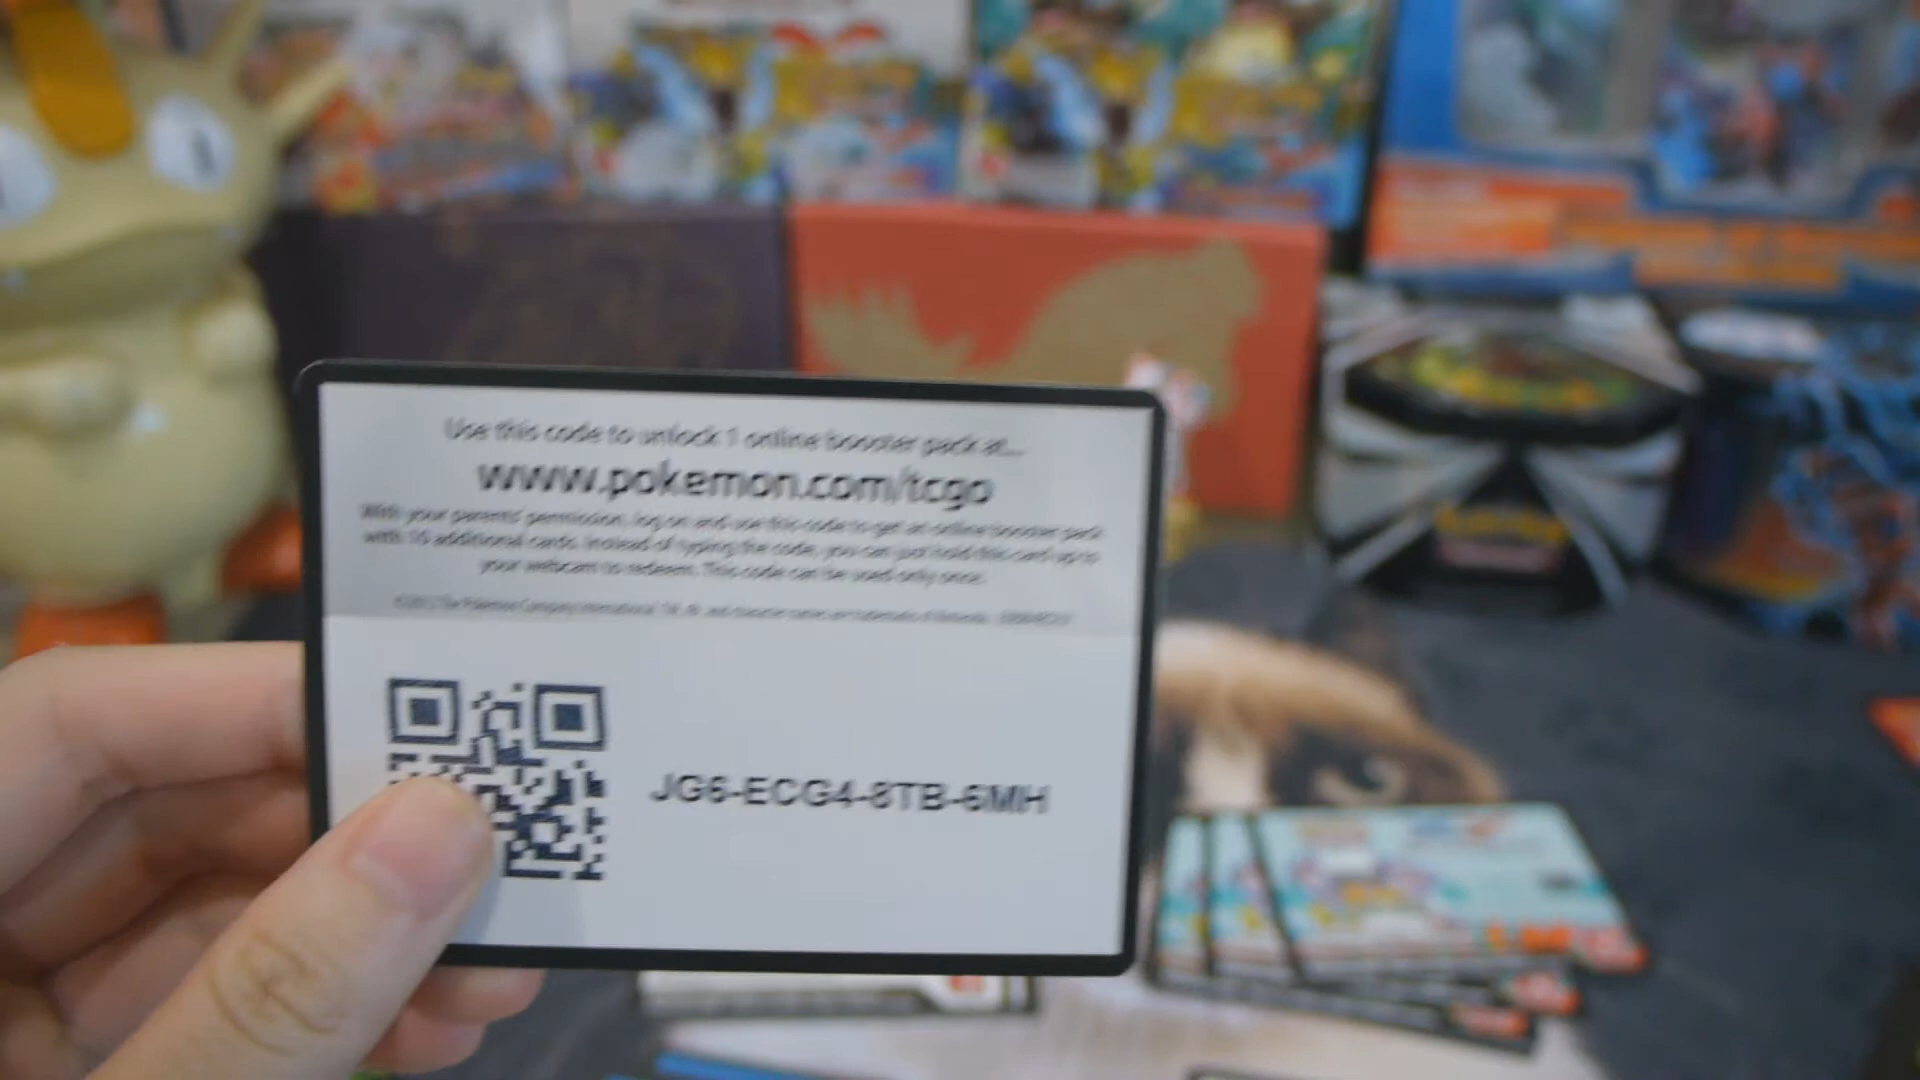 Use this code to unlock 1 online booster pack at...
www.pokemon.com/tcgo
With your parents' permission, log on and use this code to get an online booster pack
with 10 additional cards. Instead of typing the code, you can just hold this card up to
your webcam to redeem. This code can be used only once.
JG6-ECG4-8TB-6MH